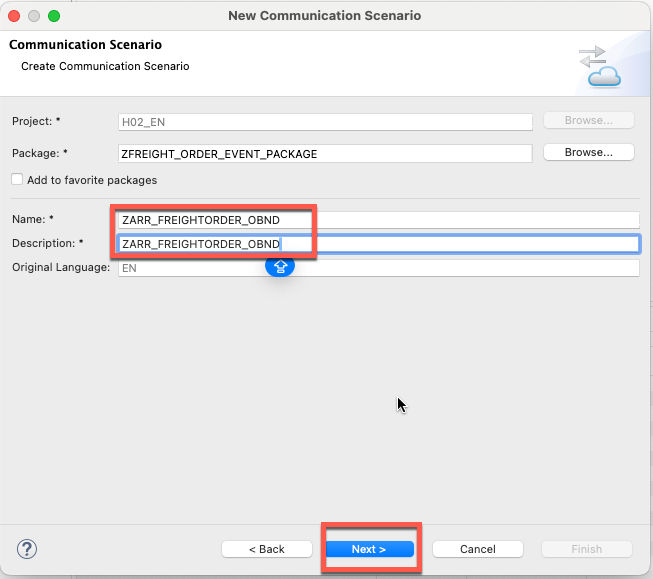 New Communication Scenario
Communication Scenario
Create Communication Scenario
Project: * H02_EN Browse...
Package: * ZFREIGHT_ORDER_EVENT_PACKAGE Browse...
Add to favorite packages
Name: * ZARR_FREIGHTORDER_OBND
Description: * ZARR_FREIGHTORDER_OBND
Original Language: EN
? < Back Next > Cancel Finish